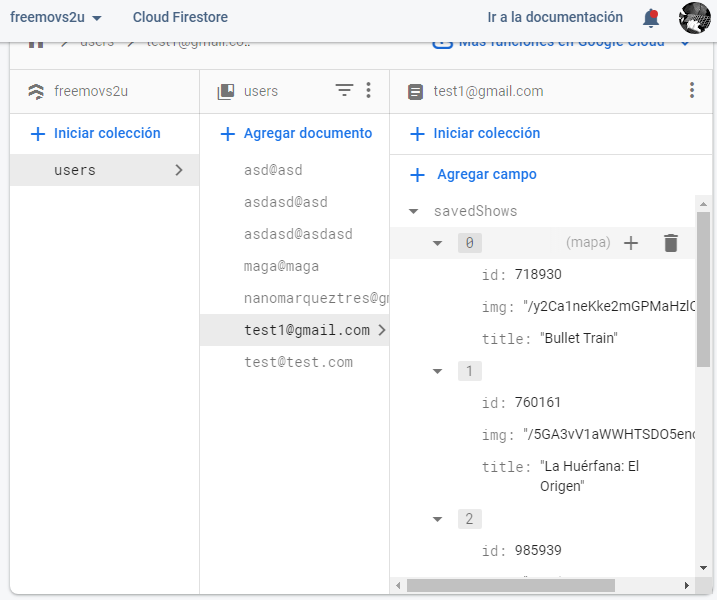 freemovs2u
Cloud Firestore
Ir a la documentación
users
test1@gmail.co..
Más funciones en Google Cloud
freemovs2u
users
test1@gmail.com
Iniciar colección
Agregar documento
Iniciar colección
users
Agregar campo
asd@asd
asdasd@asd
asdasd@asdasd
maga@maga
nanomarqueztres@gm
test1@gmail.com
test@test.com
savedShows
0
(mapa)
id: 718930
img: "/y2Ca1neKke2mGPMaHzlC
title: "Bullet Train"
1
id: 760161
img: "/5GA3vV1aWWHTSDO5eno
title: "La Huérfana: El
Origen"
2
id: 985939